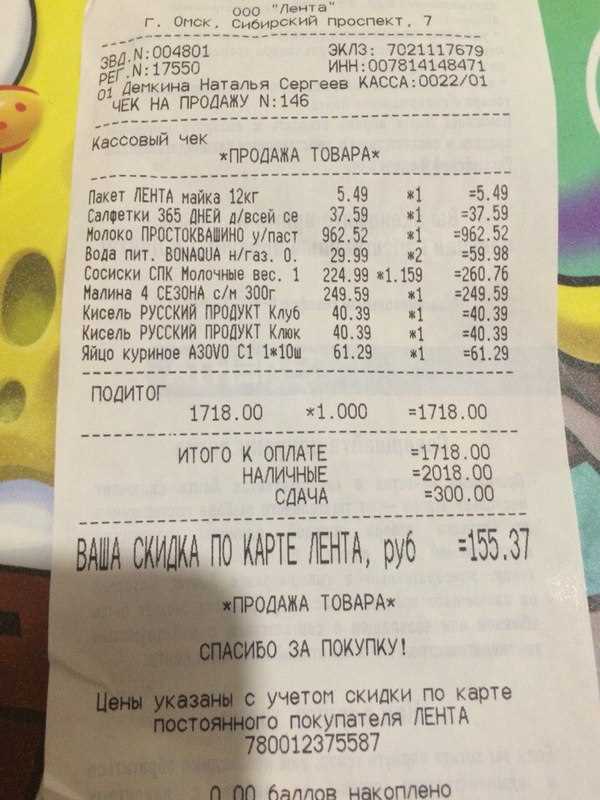 ООО "Лента"
Г. Омск, Сибирский проспект, 7
ЗВД.N:004801 ЭКЛЗ: 7021117679
РЕГ.N:17550 ИНН:007814148471
01 Демкина Наталья Сергеев КАССА:0022/01
ЧЕК НА ПРОДАЖУ N:146
Кассовый чек
*ПРОДАЖА ТОВАРА*
Пакет ЛЕНТА майка 12кг 5.49 *1 =5.49
Салфетки 365 ДНЕЙ д/всей се 37.59 *1 =37.59
Молоко ПРОСТОКВАШИНО у/паст 962.52 *1 =962.52
Вода пит. BONAQUA н/газ. 0. 29.99 *2 =59.98
Сосиски СПК Молочные вес. 1 224.99 *1.159 =260.76
Малина 4 СЕЗОНА с/м 300г 249.59 *1 =249.59
Кисель РУССКИЙ ПРОДУКТ Клуб 40.39 *1 =40.39
Кисель РУССКИЙ ПРОДУКТ Клюк 40.39 *1 =40.39
Яйцо куриное AЗOVO С1 1*10ш 61.29 *1 =61.29
ПОДИТОГ
1718.00 *1.000 =1718.00
ИТОГО К ОПЛАТЕ =1718.00
НАЛИЧНЫЕ =2018.00
СДАЧА =300.00
ВАША СКИДКА ПО КАРТЕ ЛЕНТА, руб =155.37
*ПРОДАЖА ТОВАРА*
СПАСИБО ЗА ПОКУПКУ!
Цены указаны с учетом скидки по карте
постоянного покупателя ЛЕНТА
780012375587
0.00 баллов накоплено